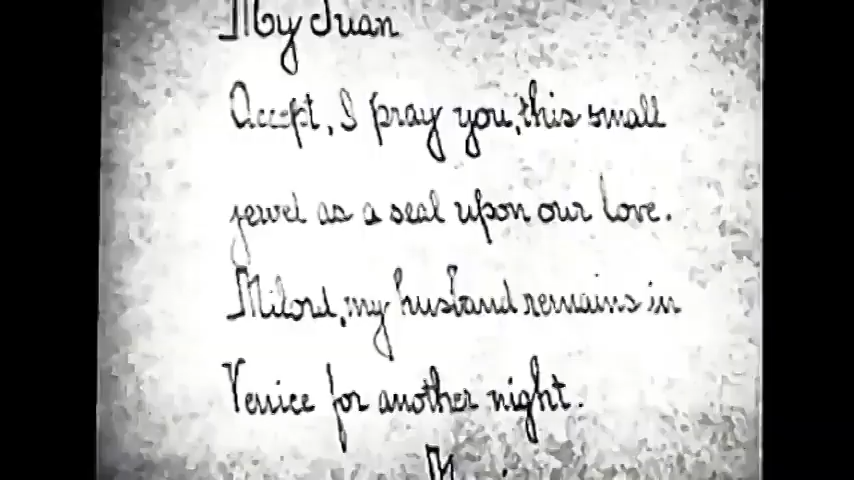 My Juan
Accept, I pray you, this small
jewel as a seal upon our love.
Milord, my husband remains in
Venice for another night.